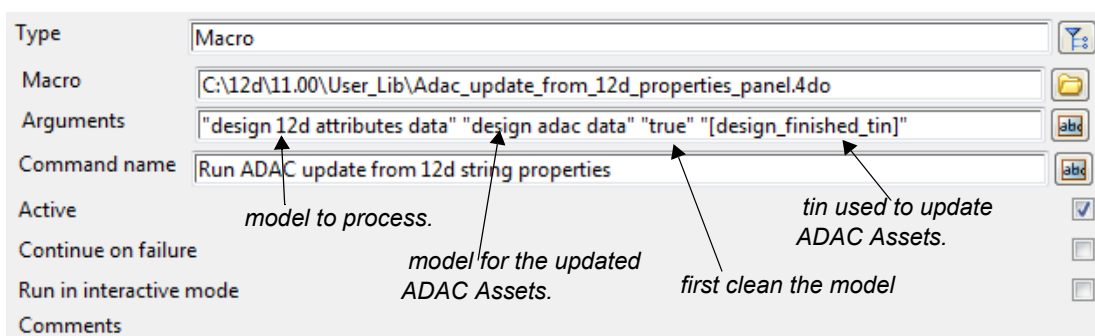 Type Macro
Macro C:\12d\11.00\User_Lib\Adac_update_from_12d_properties_panel.4do
Arguments "design 12d attributes data" "design adac data" "true" "[design_finished_tin]" abc
Command name Run ADAC update from 12d string properties abc
Active
model to process.
tin used to update
ADAC Assets.
Continue on failure
model for the updated
ADAC Assets.
first clean the model
Run in interactive mode
Comments